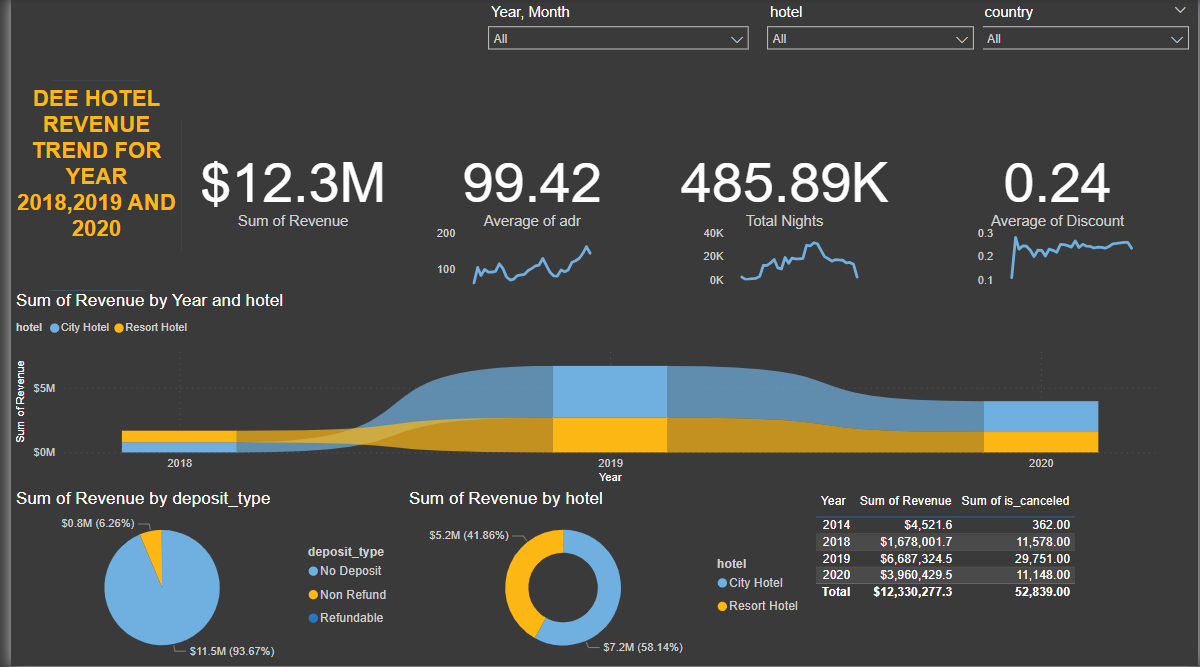 Year, Month
All
hotel
All
country
All
DEE HOTEL
REVENUE
TREND FOR
YEAR
2018,2019 AND
2020
$12.3M
Sum of Revenue
99.42
Average of adr
200
100
485.89K
Total Nights
40K
20K
0K
0.24
Average of Discount
0.3
0.2
0.1
Sum of Revenue by Year and hotel
hotel City Hotel Resort Hotel
Sum of Revenue
$5M
$0M
2018 2019 2020
Year
Sum of Revenue by deposit_type
$0.8M (6.26%)
$11.5M (93.67%)
deposit_type
No Deposit
Non Refund
Refundable
Sum of Revenue by hotel
$5.2M (41.86%)
$7.2M (58.14%)
hotel
City Hotel
Resort Hotel
Year Sum of Revenue Sum of is_canceled
2014 $4,521.6 362.00
2018 $1,678,001.7 11,578.00
2019 $6,687,324.5 29,751.00
2020 $3,960,429.5 11,148.00
Total $12,330,277.3 52,839.00